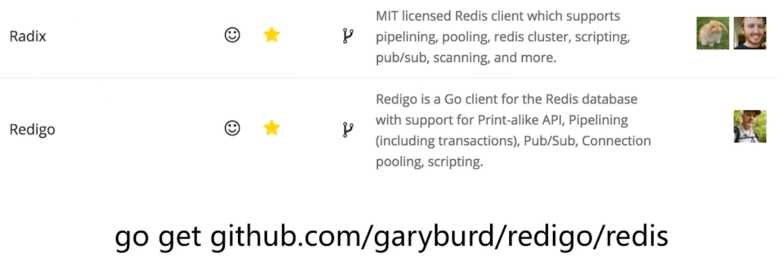 Radix
MIT licensed Redis client which supports
pipelining, pooling, redis cluster, scripting,
pub/sub, scanning, and more.
Redigo
Redigo is a Go client for the Redis database
with support for Print-alike API, Pipelining
(including transactions), Pub/Sub, Connection
pooling, scripting.
go get github.com/garyburd/redigo/redis